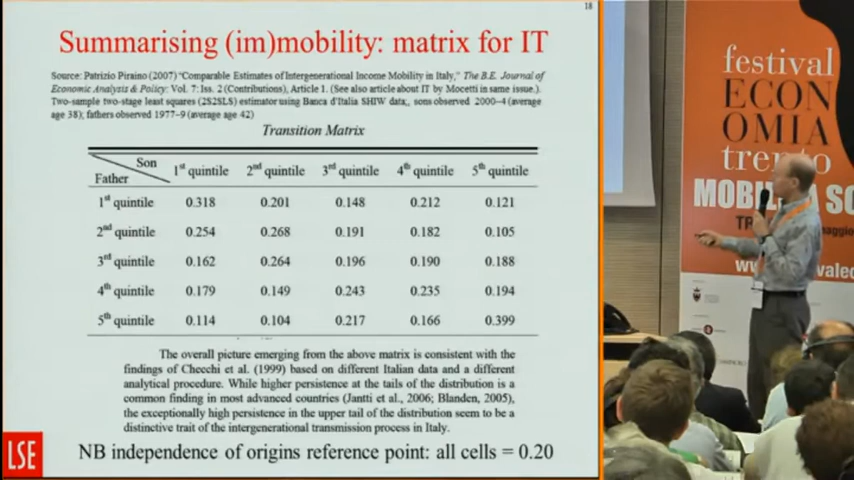 18
Summarising (im)mobility: matrix for IT
Source: Patrizio Piraino (2007) "Comparable Estimates of Intergenerational Income Mobility in Italy," The B.E. Journal of
Economic Analysis & Policy: Vol. 7: Iss. 2 (Contributions), Article 1. (See also article about IT by Mocetti in same issue.)
Two-sample two-stage least squares (2S2SLS) estimator using Banca d'Italia SHIW data;, sons observed 2000-4 (average
age 38); fathers observed 1977-9 (average age 42)
Transition Matrix
Son
Father
1st quintile 2nd quintile 3rd quintile 4th quintile 5th quintile
1st quintile 0.318 0.201 0.148 0.212 0.121
2nd quintile 0.254 0.268 0.191 0.182 0.105
3rd quintile 0.162 0.264 0.196 0.190 0.188
4th quintile 0.179 0.149 0.243 0.235 0.194
5th quintile 0.114 0.104 0.217 0.166 0.399
The overall picture emerging from the above matrix is consistent with the
findings of Checchi et al. (1999) based on different Italian data and a different
analytical procedure. While higher persistence at the tails of the distribution is a
common finding in most advanced countries (Jantti et al., 2006; Blanden, 2005),
the exceptionally high persistence in the upper tail of the distribution seem to be a
distinctive trait of the intergenerational transmission process in Italy.
NB independence of origins reference point: all cells = 0.20
LSE
festival
ECON
OMIA
trento